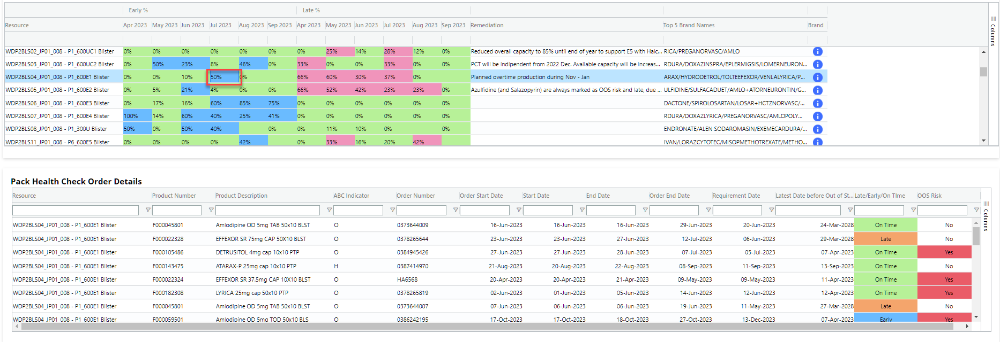 Early % Late %
Resource Apr 2023 May 2023 Jun 2023 Jul 2023 Aug 2023 Sep 2023 Apr 2023 May 2023 Jun 2023 Jul 2023 Aug 2023 Sep 2023 Remediation Top 5 Brand Names Brand
WDP2BLS02_JP01_008 - P1_600UC1 Blister 0% 0% 0% 0% 0% 0% 0% 25% 14% 28% 12% 0% Reduced overall capacity to 85% until end of year to support E5 with Halc... RICA/PREGANORVASC/AMLO
WDP2BLS03_JP01_008 - P1_600UC2 Blister 0% 50% 23% 8% 46% 0% 33% 0% 0% 33% 0% 0% PCT will be indipendent from 2022 Dec. Available capacity will be increas... RDURA/DOXAZINSPRA/EPLERMIGSIS/LOMERNEURON...
WDP2BLS04_JP01_008 - P1_600E1 Blister 0% 0% 10% 50% 0% 66% 60% 30% 37% 0% Planned overtime production during Nov - Jan ARAX/HYDRODETROL/TOLTEEFEXOR/VENLALYRICA/P...
WDP2BLS05_JP01_008 - P1_600E2 Blister 0% 5% 21% 4% 0% 0% 66% 52% 42% 23% 23% 0% Azulfidine (and Salazopyrin) are always marked as OOS risk and late, due ... ULFIDINE/SULFACADUET/AMLO+ATORNEURONTIN/G...
WDP2BLS06_JP01_008 - P1_600E3 Blister 0% 17% 16% 60% 85% 75% 0% 0% 0% 0% 0% 0% DACTONE/SPIROLOSARTAN/LOSAR+HCTZNORVASC/...
WDP2BLS07_JP01_008 - P1_600E4 Blister 100% 14% 60% 40% 25% 41% 0% 0% 0% 0% 0% 0% RDURA/DOXAZLYRICA/PREGANORVASC/AMLOPOLY...
WDP2BLS08_JP01_008 - P1_300U Blister 50% 0% 50% 40% 0% 0% 11% 10% 0% 0% ENDRONATE/ALEN SODAROMASIN/EXEMECARDURA/...
WDP2BLS11_JP01_008 - P6_600E5 Blister 0% 0% 0% 0% 42% 0% 33% 16% 20% 42% IVAN/LORAZCYTOTEC/MISOPMETHOTREXATE/METHO...
Columns
Pack Health Check Order Details
Resource Product Number Product Description ABC Indicator Order Number Order Start Date Start Date End Date Order End Date Requirement Date Latest Date before Out of St... Late/Early/On TIme OOS Risk
WDP2BLS04_JP01_008 - P1_600E1 Blister F000045801 Amlodipine OD 5mg TAB 50x10 BLST O 0373644009 16-Jun-2023 16-Jun-2023 16-Jun-2023 29-Jun-2023 20-Jun-2023 24-Mar-2028 On Time No
WDP2BLS04_JP01_008 - P1_600E1 Blister F000022328 EFFEXOR SR 75mg CAP 50X10 BLST O 0378265644 23-Jun-2023 23-Jun-2023 27-Jun-2023 12-Jul-2023 06-Jun-2023 29-Mar-2028 Late No
WDP2BLS04_JP01_008 - P1_600E1 Blister F000105486 DETRUSITOL 4mg cap 10x10 PTP O 0384945426 27-Jun-2023 27-Jun-2023 28-Jun-2023 07-Jul-2023 05-Jul-2023 07-Apr-2023 On Time Yes
WDP2BLS04_JP01_008 - P1_600E1 Blister F000143475 ATARAX-P 25mg cap 10x10 PTP H 0387414970 21-Aug-2023 20-Aug-2023 22-Aug-2023 08-Sep-2023 11-Sep-2023 13-Sep-2023 On Time No
WDP2BLS04_JP01_008 - P1_600E1 Blister F000022324 EFFEXOR SR 37.5mg CAP 10X10 BLST O HA6568 20-Apr-2023 20-Apr-2023 21-Apr-2023 09-May-2023 09-May-2023 11-Apr-2023 On Time Yes
WDP2BLS04_JP01_008 - P1_600E1 Blister F000182308 LYRICA 25mg cap 50x10 PTP O 0378265819 02-Jun-2023 01-Jun-2023 05-Jun-2023 14-Jun-2023 12-Jun-2023 12-Apr-2023 On Time Yes
WDP2BLS04_JP01_008 - P1_600E1 Blister F000045801 Amlodipine OD 5mg TAB 50x10 BLST O 0373644007 07-Jun-2023 06-Jun-2023 06-Jun-2023 19-Jun-2023 11-May-2023 27-Mar-2028 Late No
WDP2BLS04_JP01_008 - P1_600E1 Blister F000059501 Amlodipine OD 5mg TOD 50x10 BLS O 0386242195 17-Oct-2023 17-Oct-2023 18-Oct-2023 27-Oct-2023 13-Dec-2023 07-Apr-2023 Early Yes
Columns